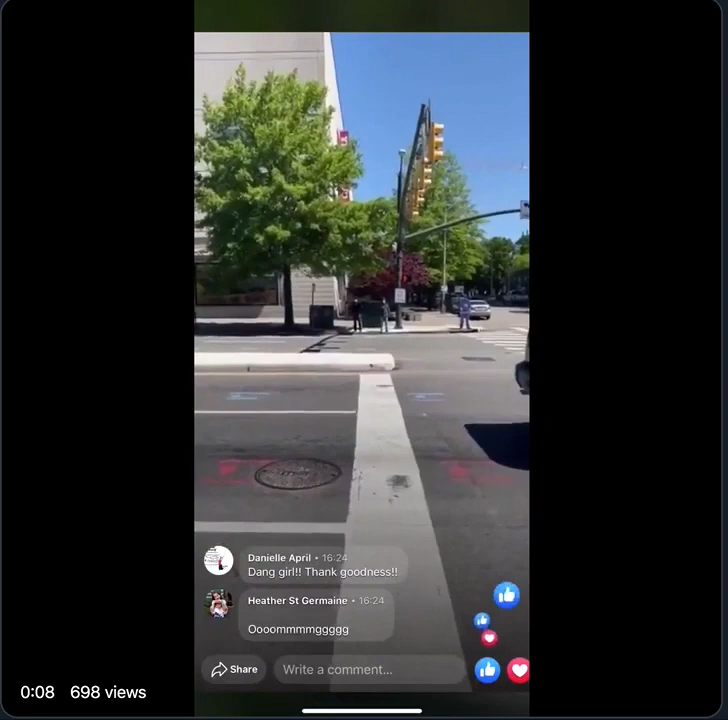 Danielle April • 16:24
Dang girl!! Thank goodness!!
Heather St Germaine • 16:24
Oooommmmggggg
Share
Write a comment...
0:08 698 views